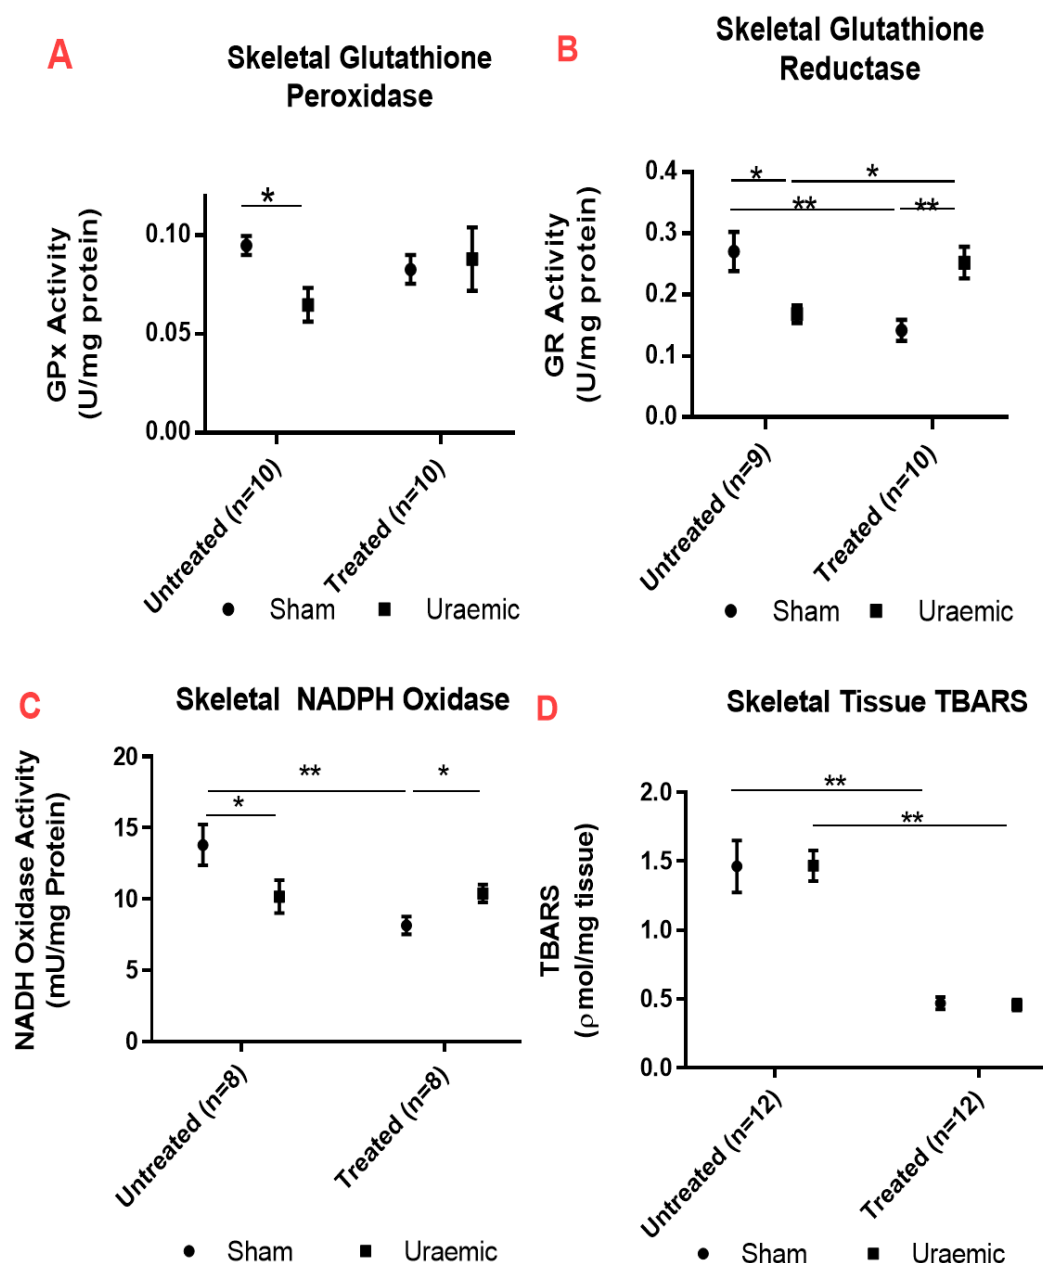 A
Skeletal Glutathione
Peroxidase
GPx Activity
(U/mg protein)
0.10
0.05
0.00
*
Untreated (n=10)
Treated (n=10)
Sham
Uraemic
B
Skeletal Glutathione
Reductase
GR Activity
(U/mg protein)
0.4
0.3
0.2
0.1
0.0
*
*
**
**
Untreated (n=9)
Treated (n=10)
Sham
Uraemic
C
Skeletal NADPH Oxidase
NADH Oxidase Activity
(mU/mg Protein)
20
15
10
5
0
**
*
*
Untreated (n=8)
Treated (n=8)
Sham
Uraemic
D
Skeletal Tissue TBARS
TBARS
(ρmol/mg tissue)
2.0
1.5
1.0
0.5
0.0
**
**
Untreated (n=12)
Treated (n=12)
Sham
Uraemic